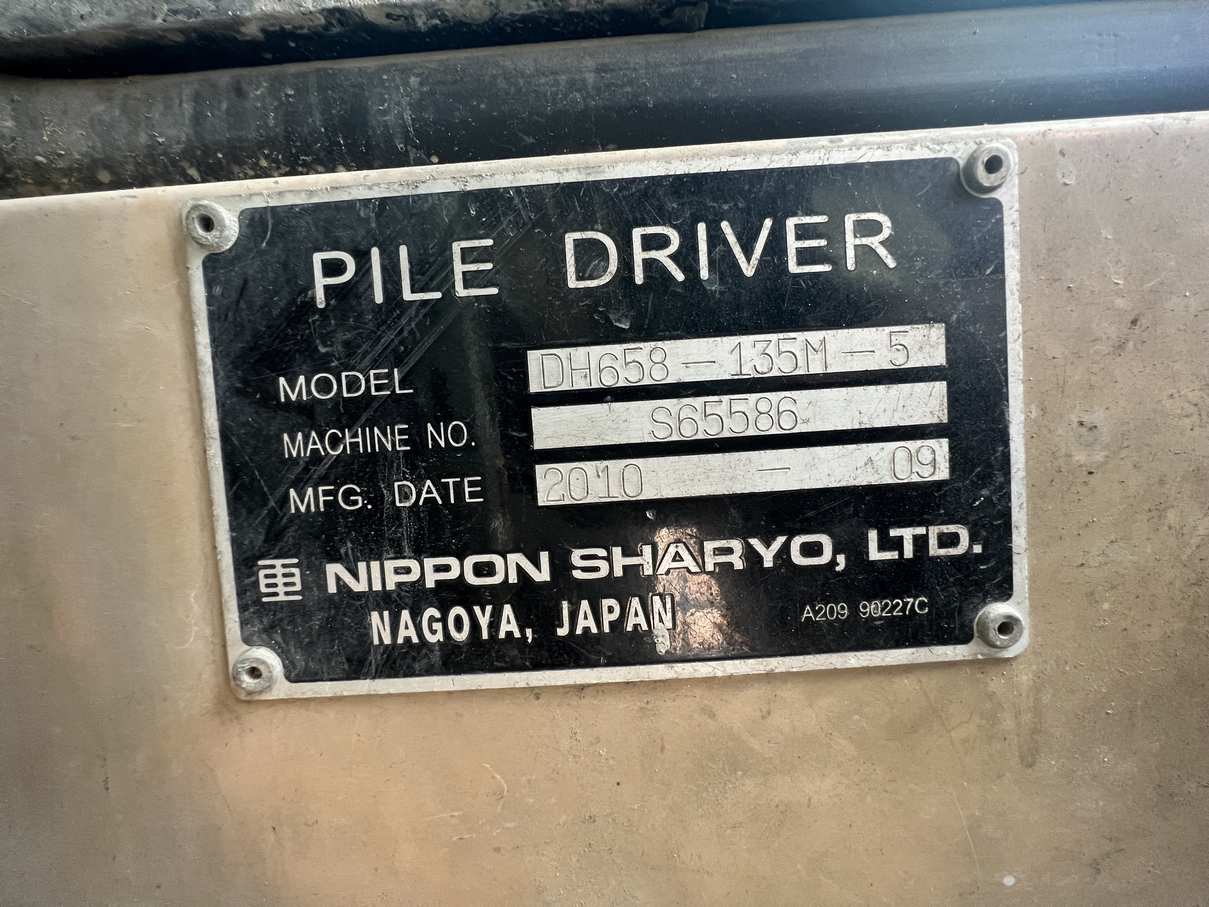 PILE DRIVER
MODEL DH658-135M-5
MACHINE NO. S65586
MFG. DATE 2010 - 09
NIPPON SHARYO, LTD.
NAGOYA, JAPAN A209 90227C